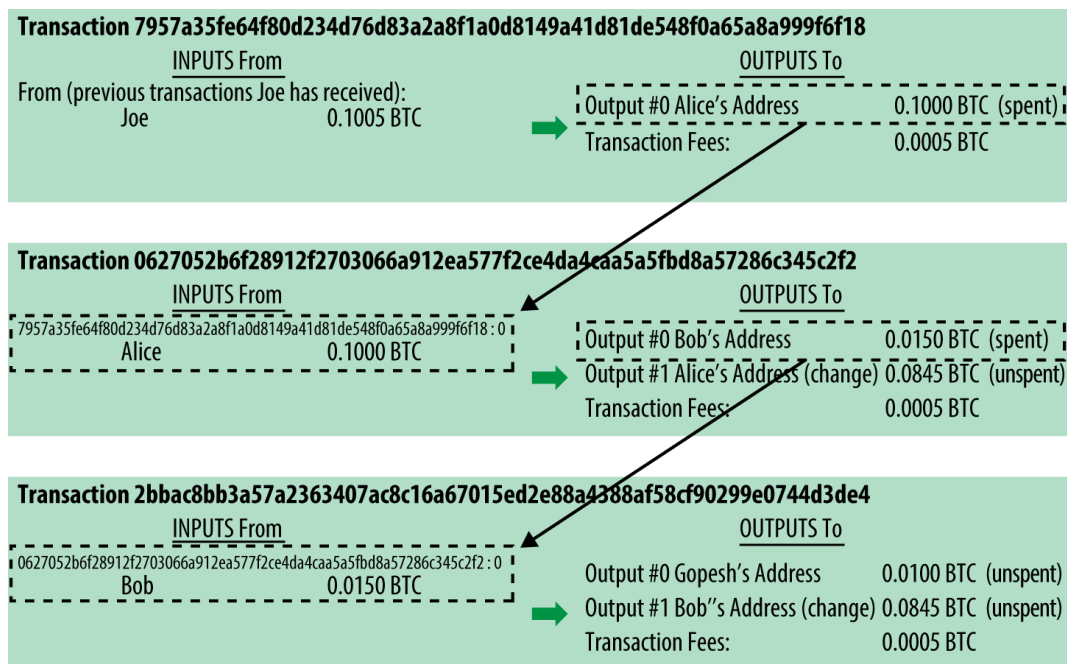 Transaction 7957a35fe64f80d234d76d83a2a8f1a0d8149a41d81de548f0a65a8a999f6f18
INPUTS From
OUTPUTS To
From (previous transactions Joe has received):
Joe 0.1005 BTC
Output #0 Alice's Address 0.1000 BTC (spent)
Transaction Fees: 0.0005 BTC
Transaction 0627052b6f28912f2703066a912ea577f2ce4da4caa5a5fbd8a57286c345c2f2
INPUTS From
OUTPUTS To
7957a35fe64f80d234d76d83a2a8f1a0d8149a41d81de548f0a65a8a999f6f18 : 0
Alice 0.1000 BTC
Output #0 Bob's Address 0.0150 BTC (spent)
Output #1 Alice's Address (change) 0.0845 BTC (unspent)
Transaction Fees: 0.0005 BTC
Transaction 2bbac8bb3a57a2363407ac8c16a67015ed2e88a4388af58cf90299e0744d3de4
INPUTS From
OUTPUTS To
0627052b6f28912f2703066a912ea577f2ce4da4caa5a5fbd8a57286c345c2f2 : 0
Bob 0.0150 BTC
Output #0 Gopesh's Address 0.0100 BTC (unspent)
Output #1 Bob''s Address (change) 0.0845 BTC (unspent)
Transaction Fees: 0.0005 BTC